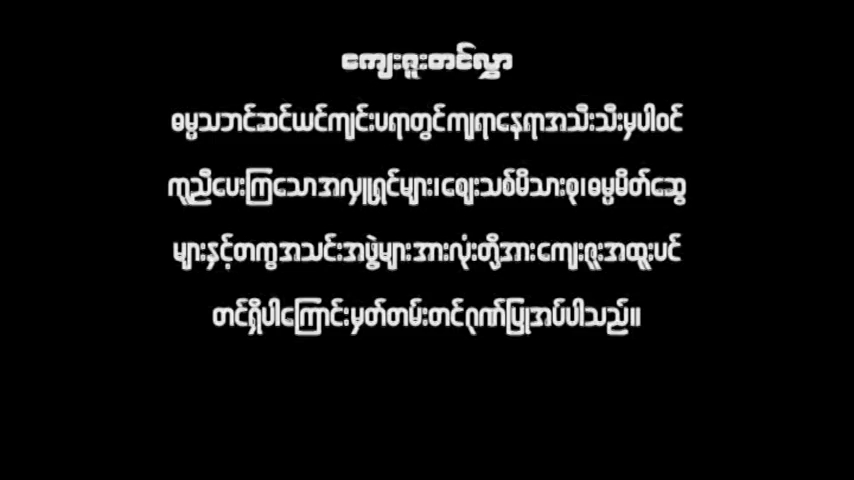 ကျေးဇူးတင်လွှာ
ဓမ္မသဘင်ဆင်ယင်ကျင်းပရာတွင်ကျရာနေရာအသီးသီးမှပါဝင်
ကူညီပေးကြသောအလှူရှင်များ၊ဈေးသစ်မိသားစု၊ဓမ္မမိတ်ဆွေ
များနှင့်တကွအသင်းအဖွဲ့များအားလုံးတို့အားကျေးဇူးအထူးပင်
တင်ရှိပါကြောင်းမှတ်တမ်းတင်ဂုဏ်ပြုအပ်ပါသည်။